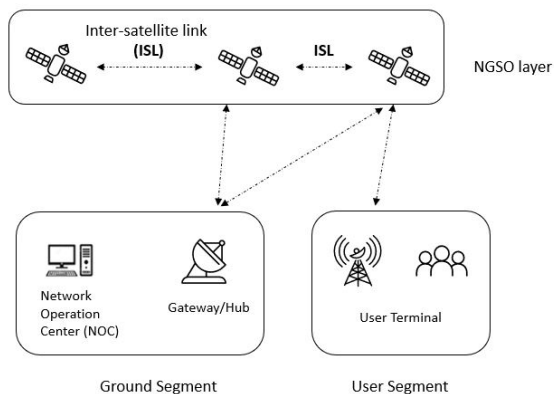 Inter-satellite link
(ISL)
ISL
NGSO layer
Network
Operation
Center (NOC)
Gateway/Hub
User Terminal
Ground Segment
User Segment